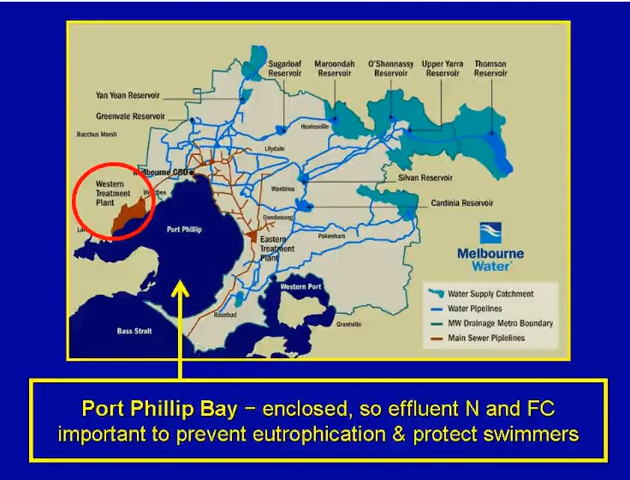 Sugarloaf Reservoir
Maroondah Reservoir
O'Shannassy Reservoir
Upper Yarra Reservoir
Thomson Reservoir
Yan Yean Reservoir
Greenvale Reservoir
Bacchus Marsh
Healesville
Lilydale
Melbourne CBD
Western
Treatment
Plant
Wantirna
Silvan Reservoir
Cardinia Reservoir
Dandenong
Port Phillip
Eastern
Treatment
Plant
Pakenham
Melbourne
Water
Western Port
Water Supply Catchment
Water Pipelines
MW Drainage Metro Boundary
Main Sewer Piplelines
Rosebud
Grantville
Bass Strait
Port Phillip Bay – enclosed, so effluent N and FC
important to prevent eutrophication & protect swimmers